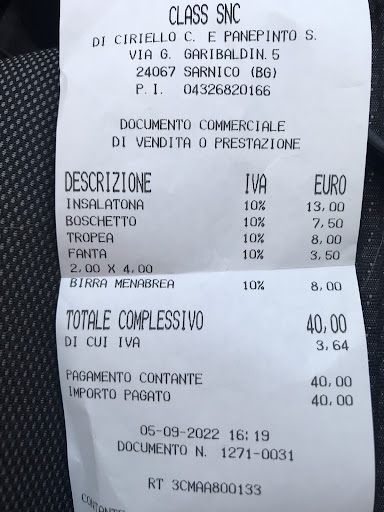 CLASS SNC
DI CIRIELLO C. E PANEPINTO S.
VIA G. GARIBALDIN.5
24067 SARNICO (BG)
P.I. 04326820166
DOCUMENTO COMMERCIALE
DI VENDITA O PRESTAZIONE
DESCRIZIONE IVA EURO
INSALATONA 10% 13,00
BOSCHETTO 10% 7,50
TROPEA 10% 8,00
FANTA 10% 3,50
2,00 X 4,00
BIRRA MENABREA 10% 8,00
TOTALE COMPLESSIVO 40,00
DI CUI IVA 3,64
PAGAMENTO CONTANTE 40,00
IMPORTO PAGATO 40,00
05-09-2022 16:19
DOCUMENTO N. 1271-0031
RT 3CMAA800133
CONTANTE